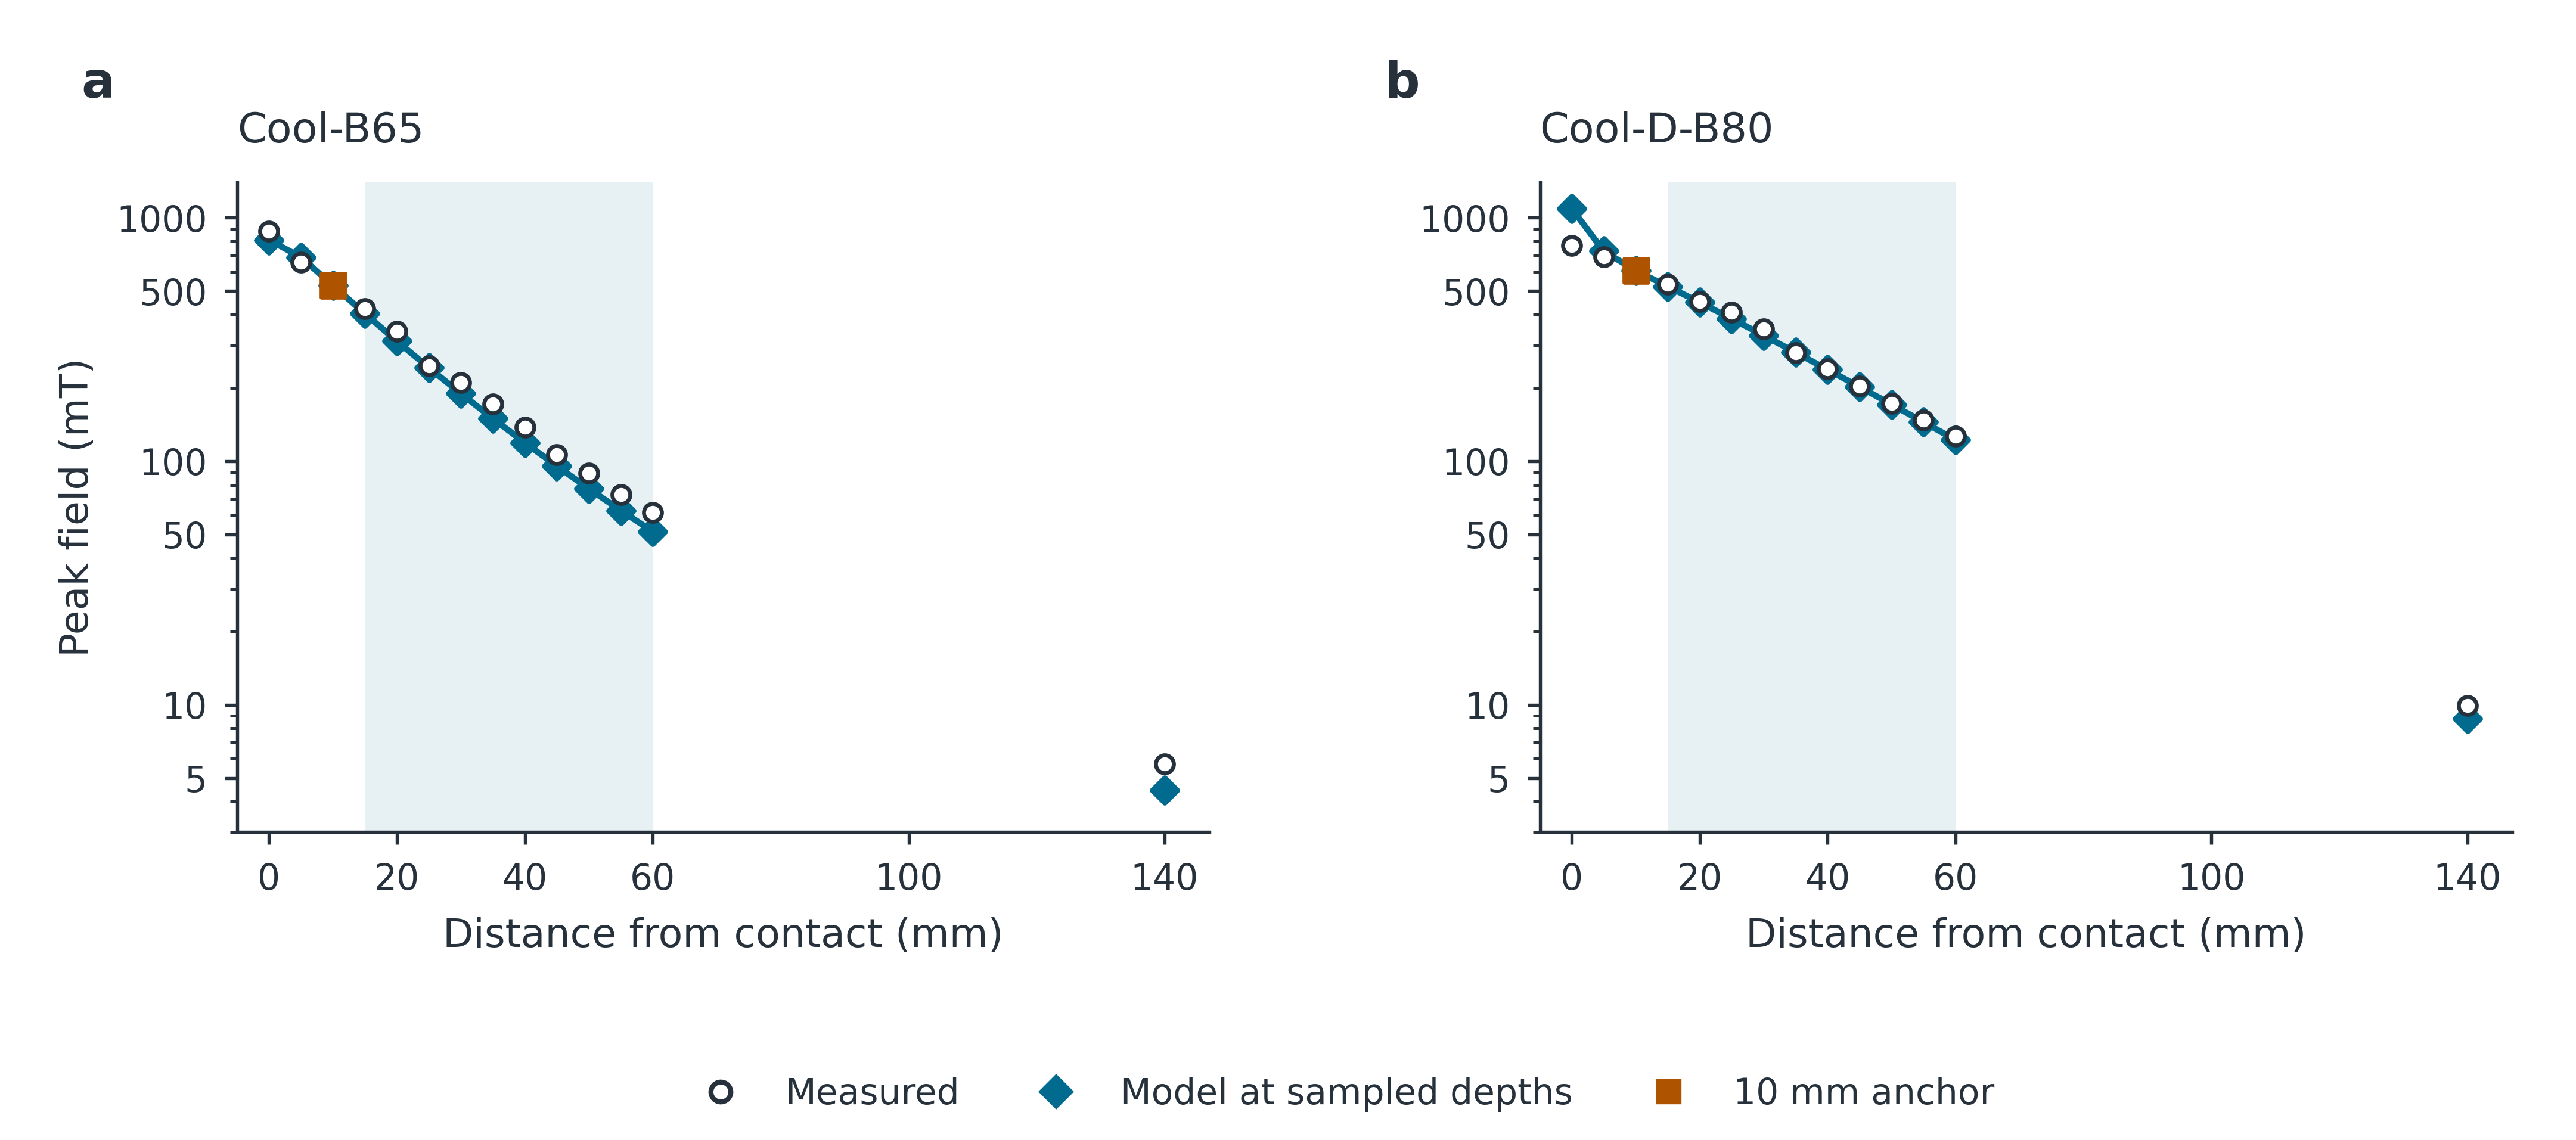 a
Cool-B65
Peak field (mT)
1000
500
100
50
10
5
0 20 40 60 100 140
Distance from contact (mm)
b
Cool-D-B80
1000
500
100
50
10
5
0 20 40 60 100 140
Distance from contact (mm)
Measured Model at sampled depths 10 mm anchor